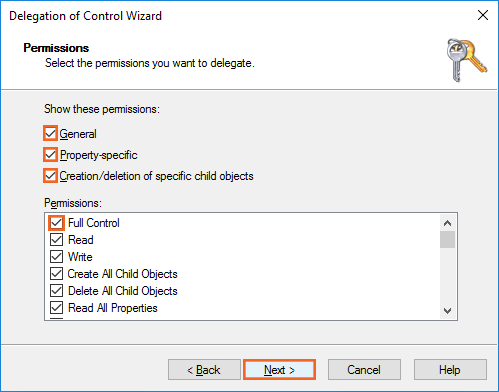 Delegation of Control Wizard
Permissions
Select the permissions you want to delegate.
Show these permissions:
General
Property-specific
Creation/deletion of specific child objects
Permissions:
Full Control
Read
Write
Create All Child Objects
Delete All Child Objects
Read All Properties
< Back
Next >
Cancel
Help